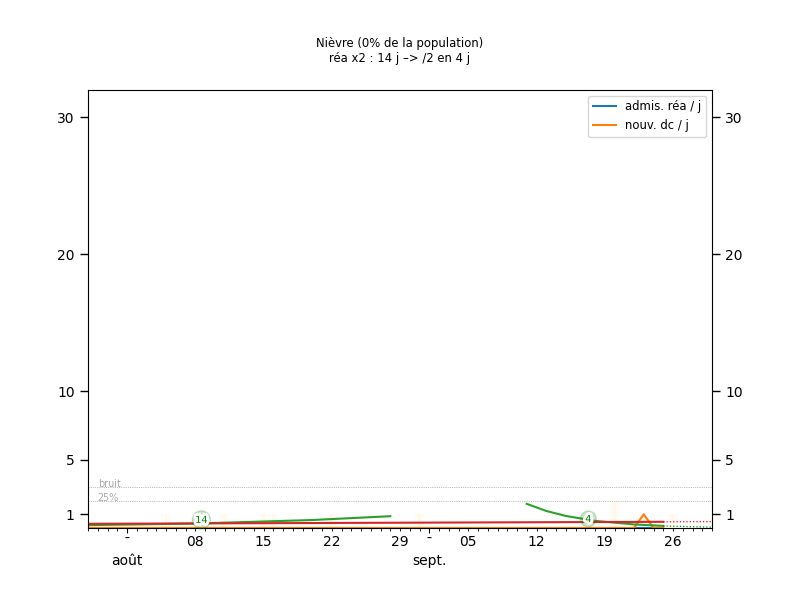 Nièvre (0% de la population)
réa x2 : 14 j –> /2 en 4 j
admis. réa / j
nouv. dc / j
30
30
20
20
10
10
5
5
bruit
25%
1
1
14
4
- 08 15 22 29 - 05 12 19 26
août sept.